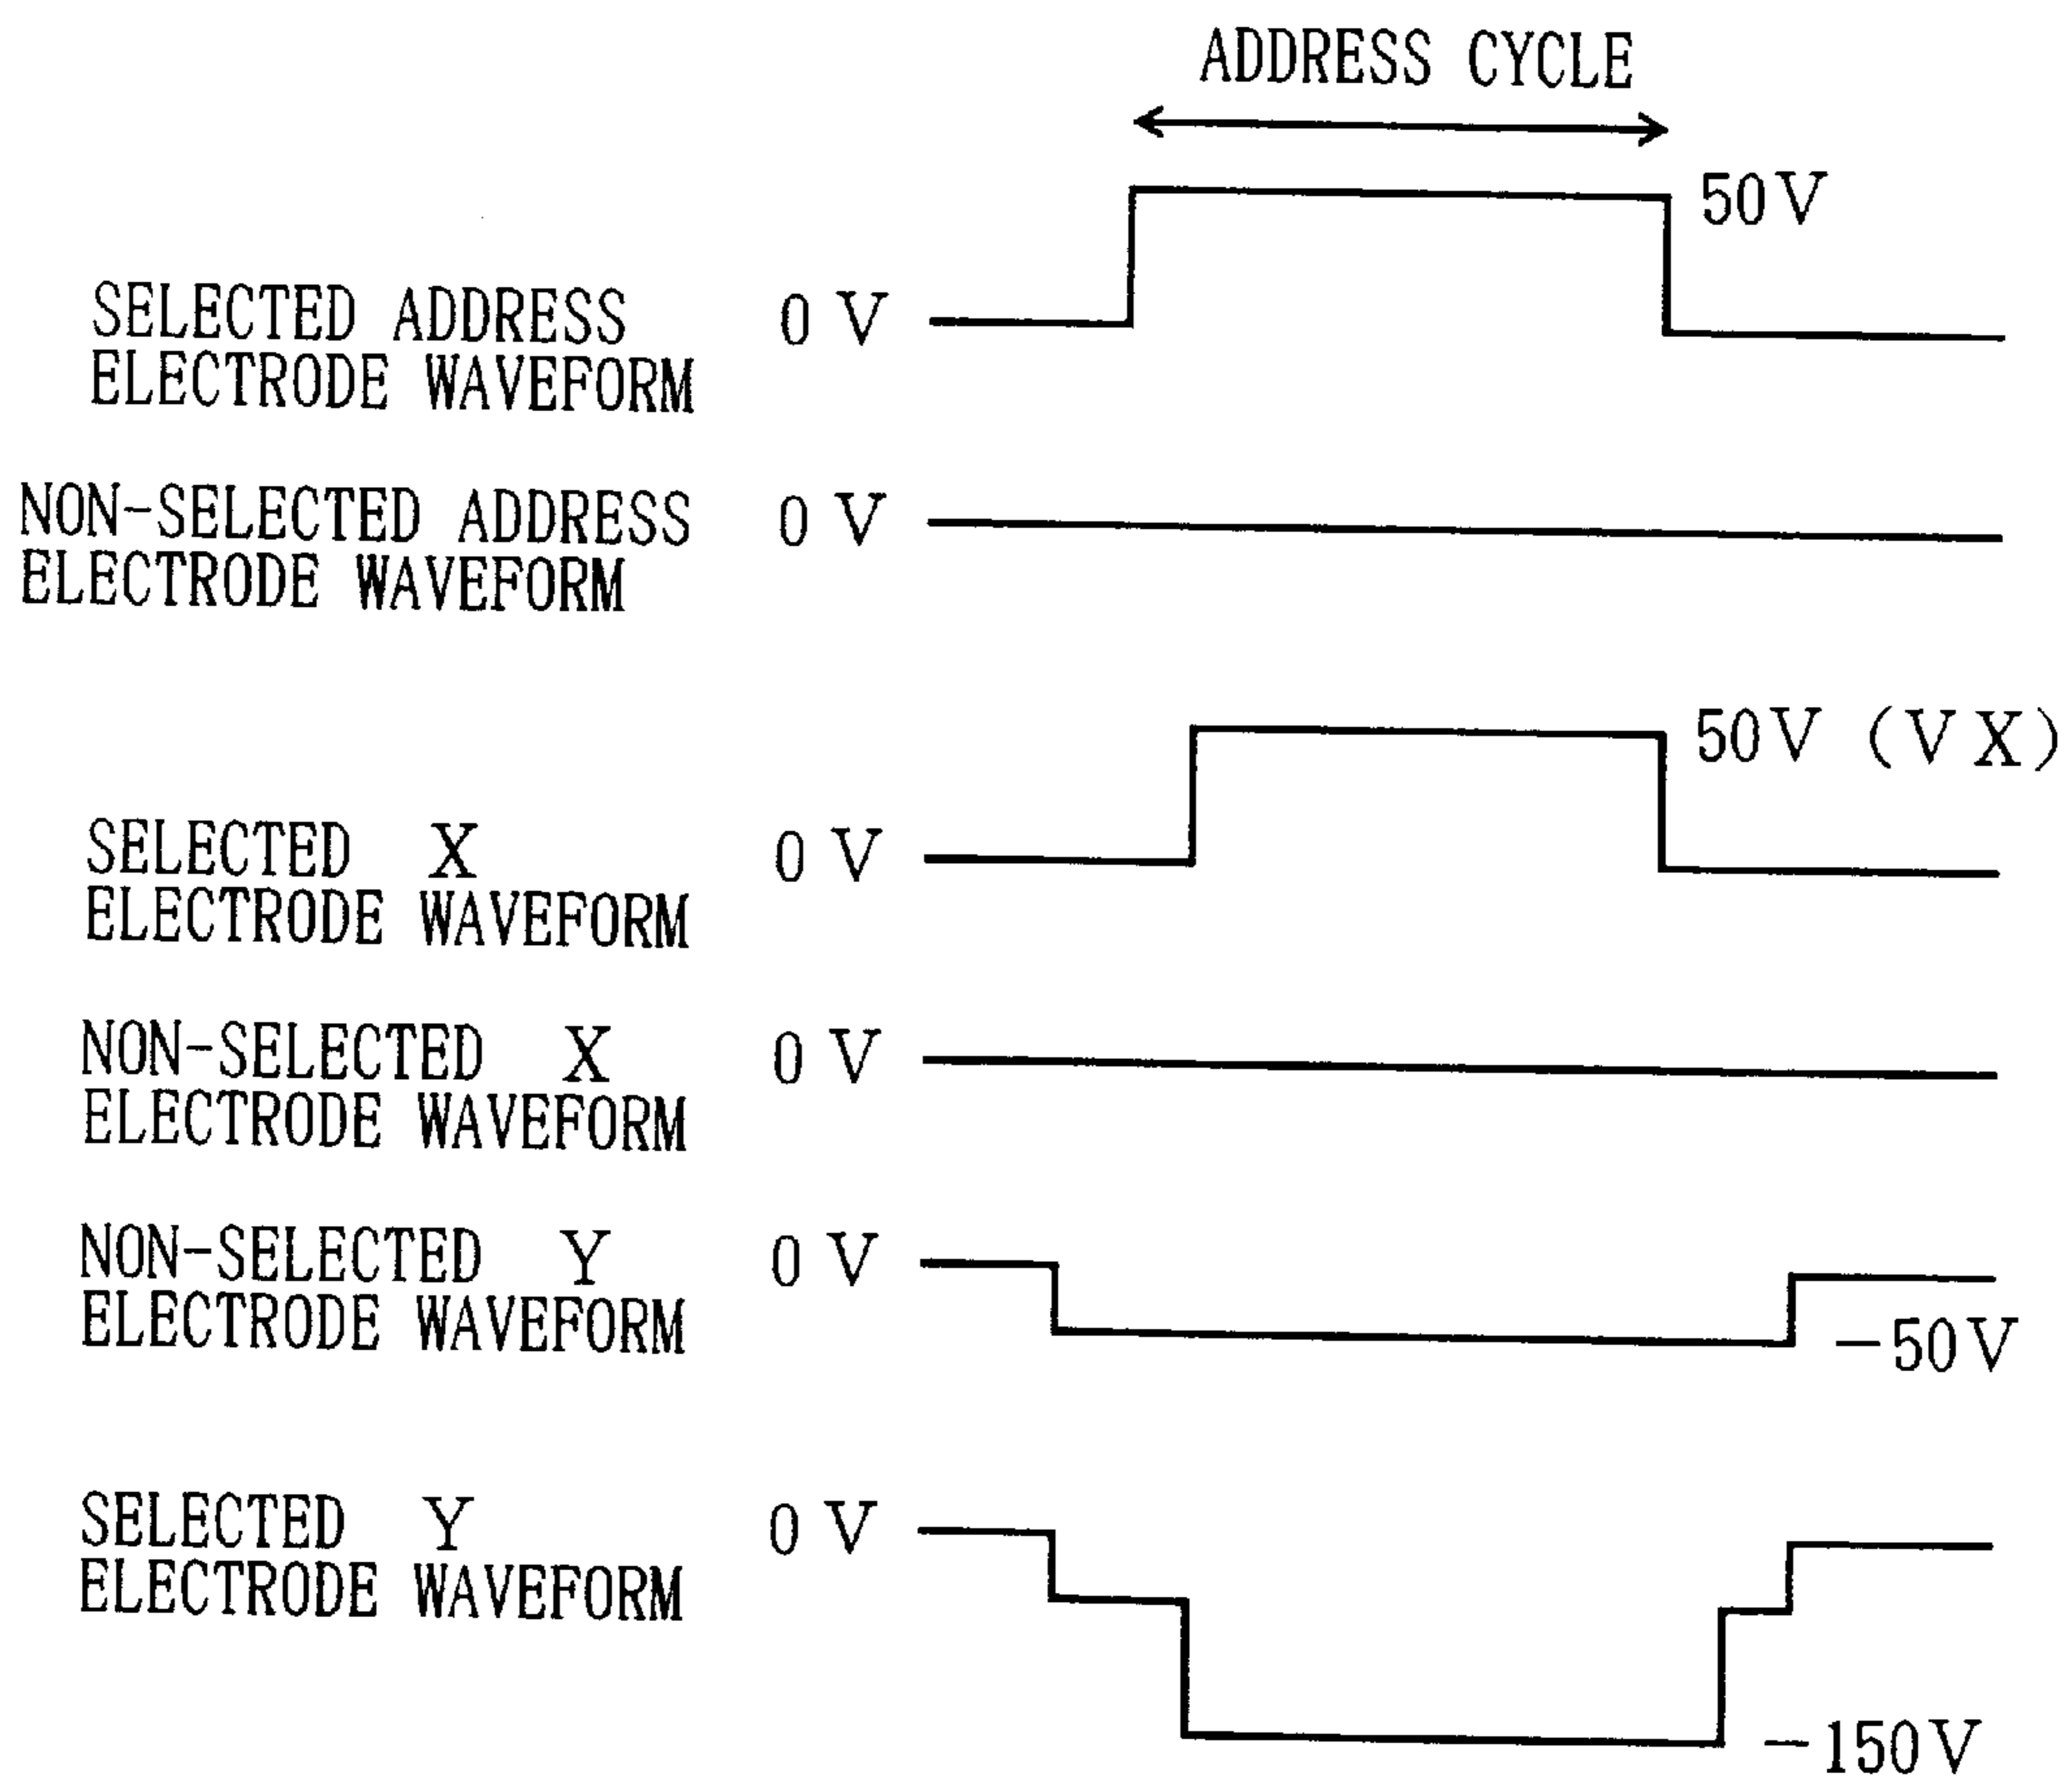 ADDRESS CYCLE
50V
SELECTED ADDRESS 0 V
ELECTRODE WAVEFORM
NON-SELECTED ADDRESS 0 V
ELECTRODE WAVEFORM
50V (VX)
SELECTED X 0 V
ELECTRODE WAVEFORM
NON-SELECTED X 0 V
ELECTRODE WAVEFORM
NON-SELECTED Y 0 V
ELECTRODE WAVEFORM
-50V
SELECTED Y 0 V
ELECTRODE WAVEFORM
-150V